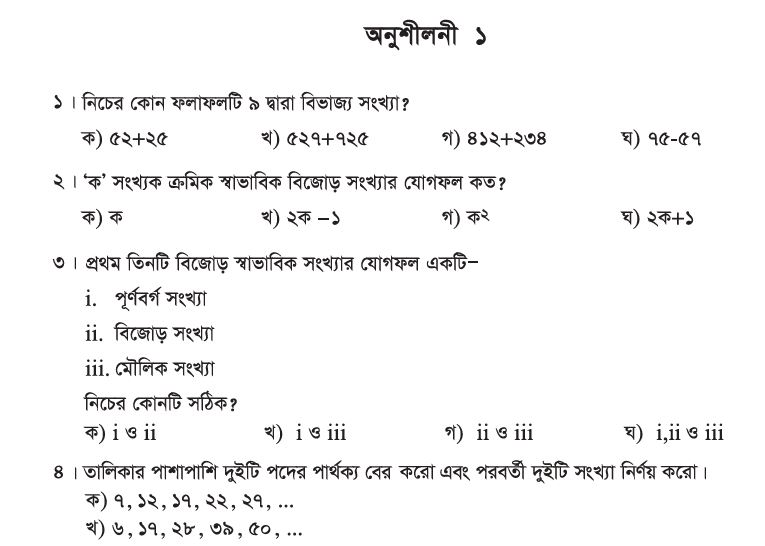 অনুশীলনী ১
১। নিচের কোন ফলাফলটি ৯ দ্বারা বিভাজ্য সংখ্যা?
ক) ৫২+২৫ খ) ৫২৭+৭২৫ গ) ৪১২+২৩৪ ঘ) ৭৫-৫৭
২। ‘ক’ সংখ্যক ক্রমিক স্বাভাবিক বিজোড় সংখ্যার যোগফল কত?
ক) ক খ) ২ক −১ গ) ক² ঘ) ২ক+১
৩। প্রথম তিনটি বিজোড় স্বাভাবিক সংখ্যার যোগফল একটি−
i. পূর্ণবর্গ সংখ্যা
ii. বিজোড় সংখ্যা
iii. মৌলিক সংখ্যা
নিচের কোনটি সঠিক?
ক) i ও ii খ) i ও iii গ) ii ও iii ঘ) i,ii ও iii
৪। তালিকার পাশাপাশি দুইটি পদের পার্থক্য বের করো এবং পরবর্তী দুইটি সংখ্যা নির্ণয় করো।
ক) ৭, ১২, ১৭, ২২, ২৭, ...
খ) ৬, ১৭, ২৮, ৩৯, ৫০, ...